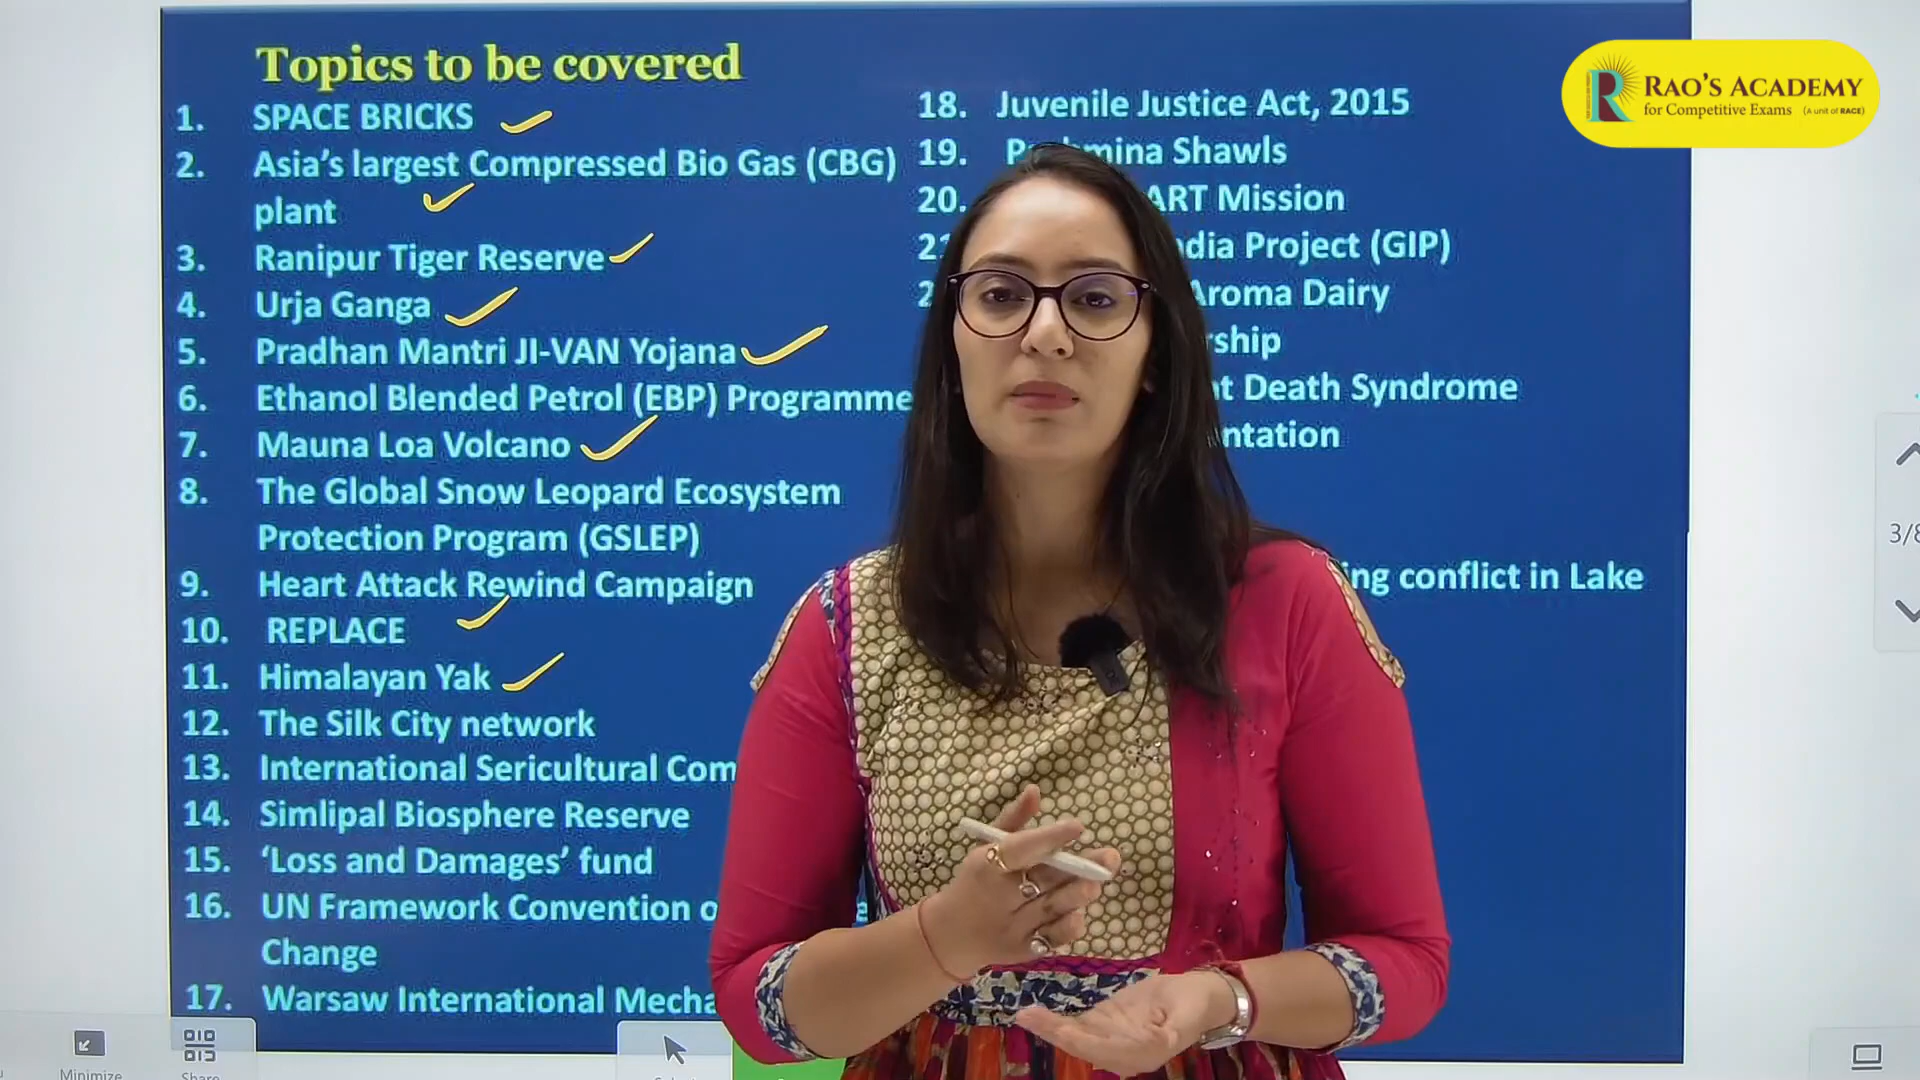 Topics to be covered
1. SPACE BRICKS
2. Asia's largest Compressed Bio Gas (CBG)
plant
3. Ranipur Tiger Reserve
4. Urja Ganga
5. Pradhan Mantri JI-VAN Yojana
6. Ethanol Blended Petrol (EBP) Programme
7. Mauna Loa Volcano
8. The Global Snow Leopard Ecosystem
Protection Program (GSLEP)
9. Heart Attack Rewind Campaign
10. REPLACE
11. Himalayan Yak
12. The Silk City network
13. International Sericultural Com
14. Simlipal Biosphere Reserve
15. ‘Loss and Damages’ fund
16. UN Framework Convention o
Change
17. Warsaw International Mecha
18. Juvenile Justice Act, 2015
19. Shawls
20. ART Mission
Project (GIP)
Aroma Dairy
rship
Death Syndrome
ntation
ing conflict in Lake
RAO'S ACADEMY
for Competitive Exams (A unit of RACE)
3/8
Minimize
Share